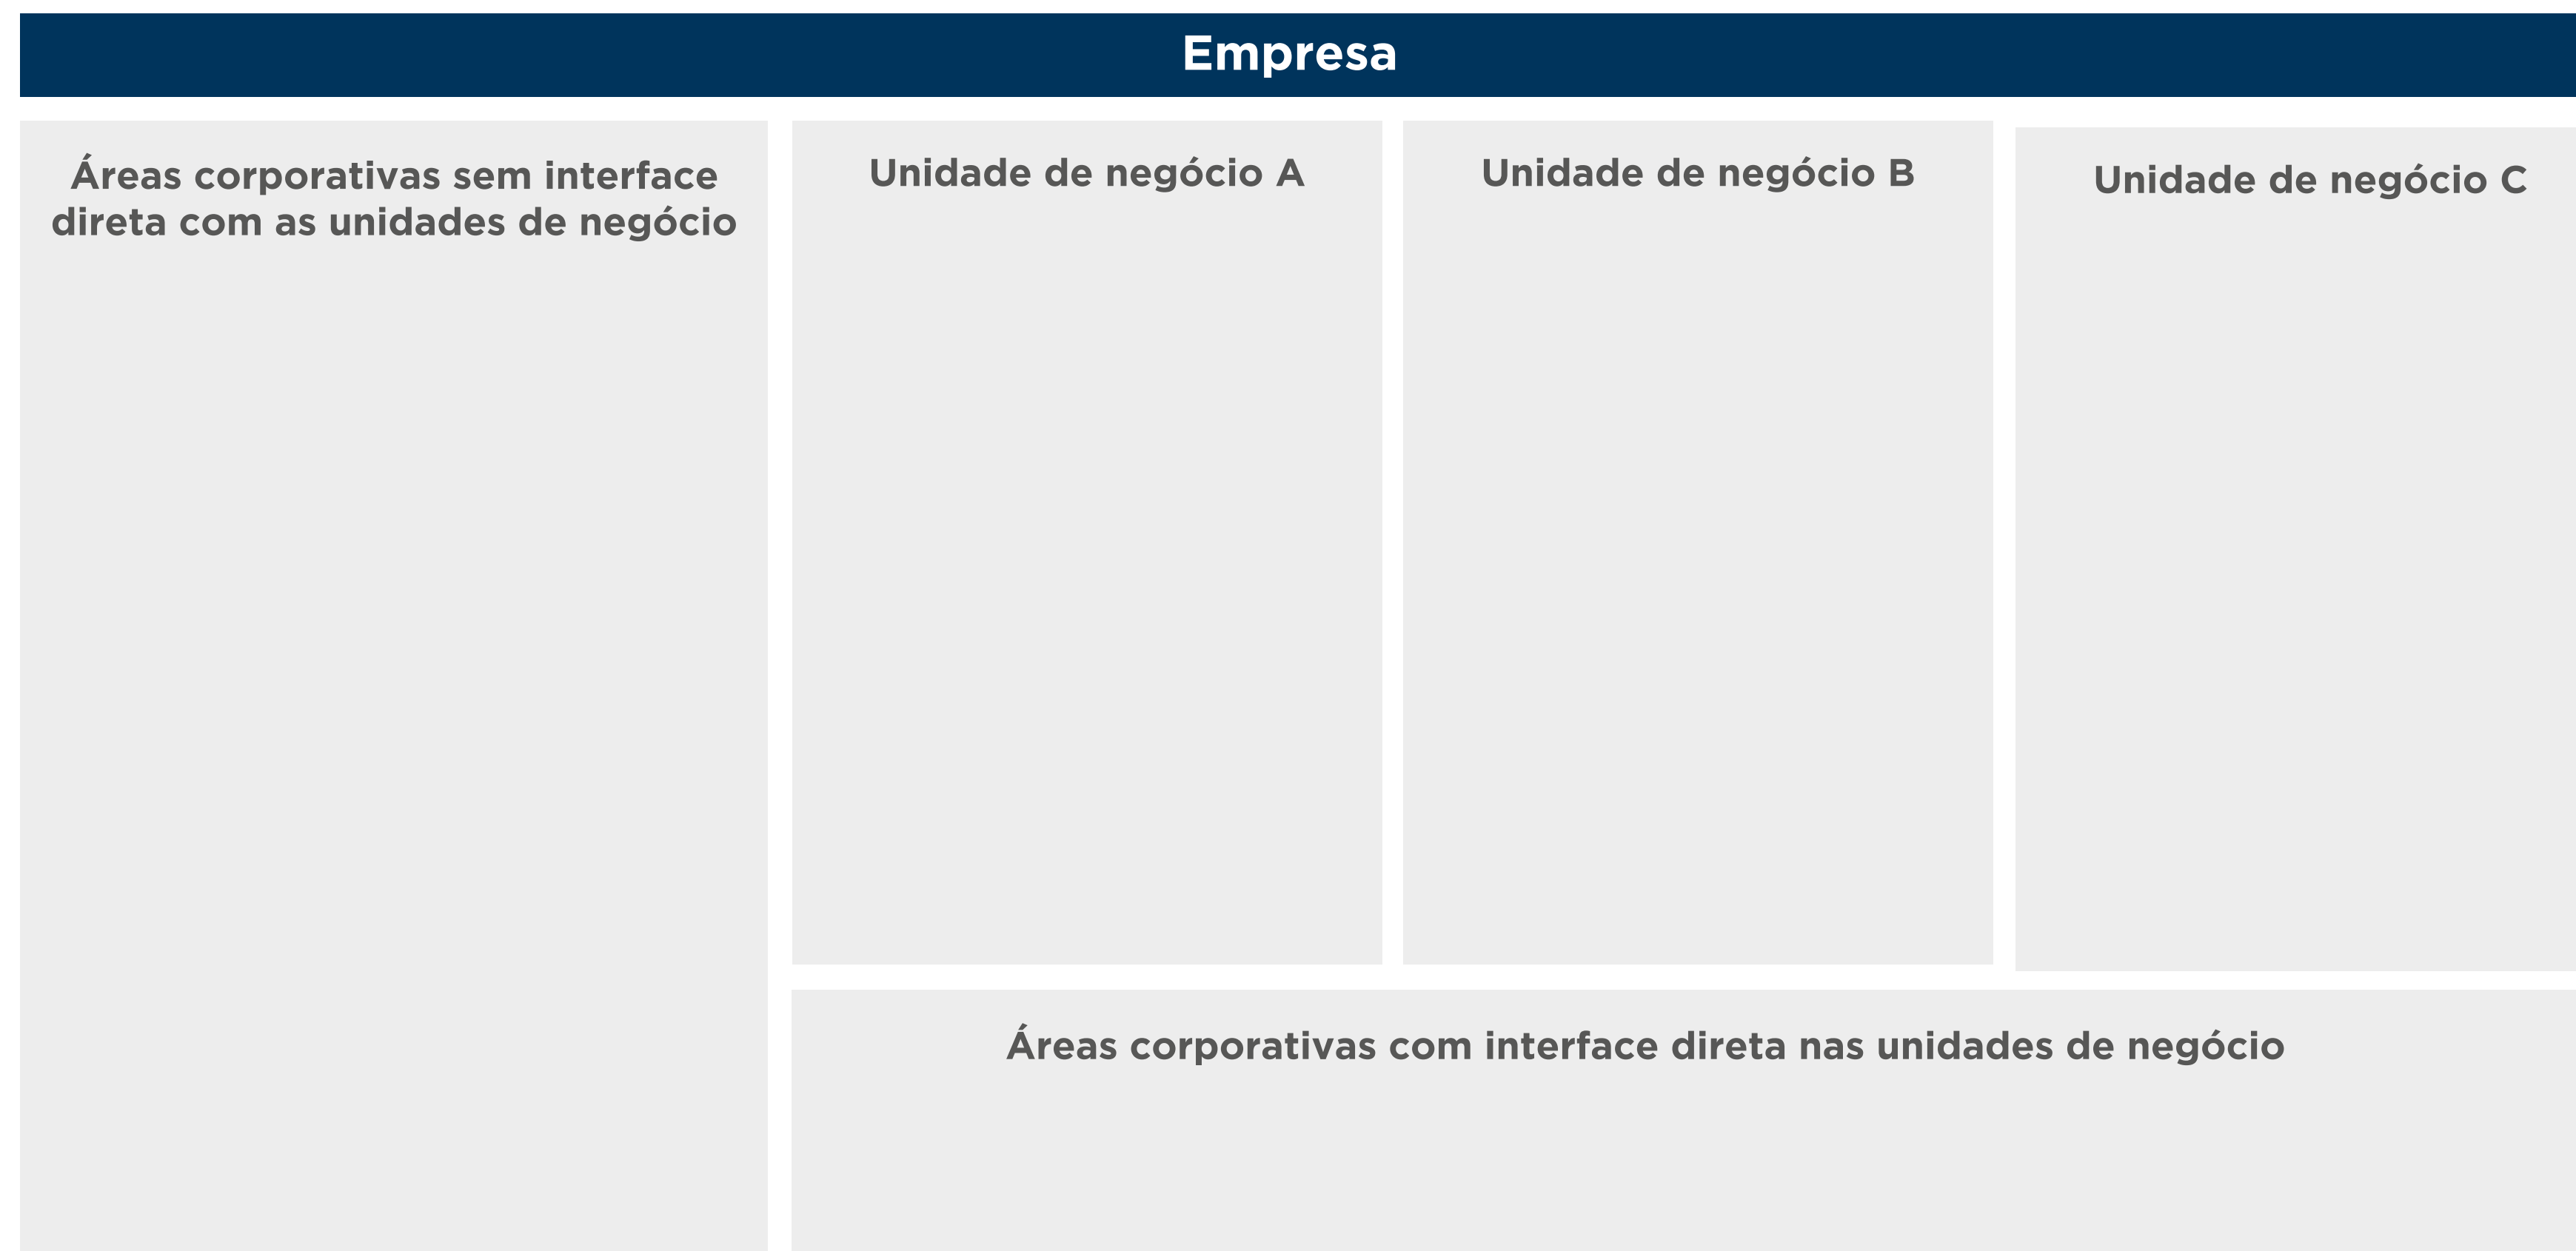 Empresa
Áreas corporativas sem interface
direta com as unidades de negócio
Unidade de negócio A
Unidade de negócio B
Unidade de negócio C
Áreas corporativas com interface direta nas unidades de negócio